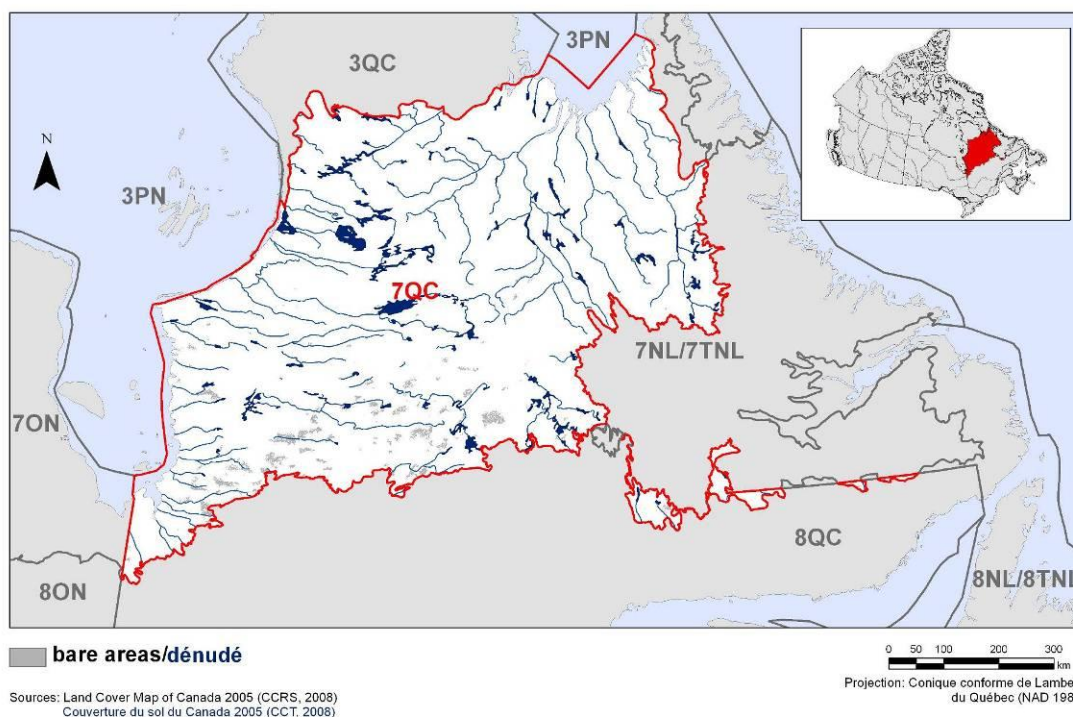 3QC
3PN
N
3PN
7QC
7NL/7TNL
7ON
8QC
8ON
8NL/8TNL
bare areas/dénudé
0 50 100 200 300
km
Projection: Conique conforme de Lambe
du Québec (NAD 198
Sources: Land Cover Map of Canada 2005 (CCRS, 2008)
Couverture du sol du Canada 2005 (CCT, 2008)